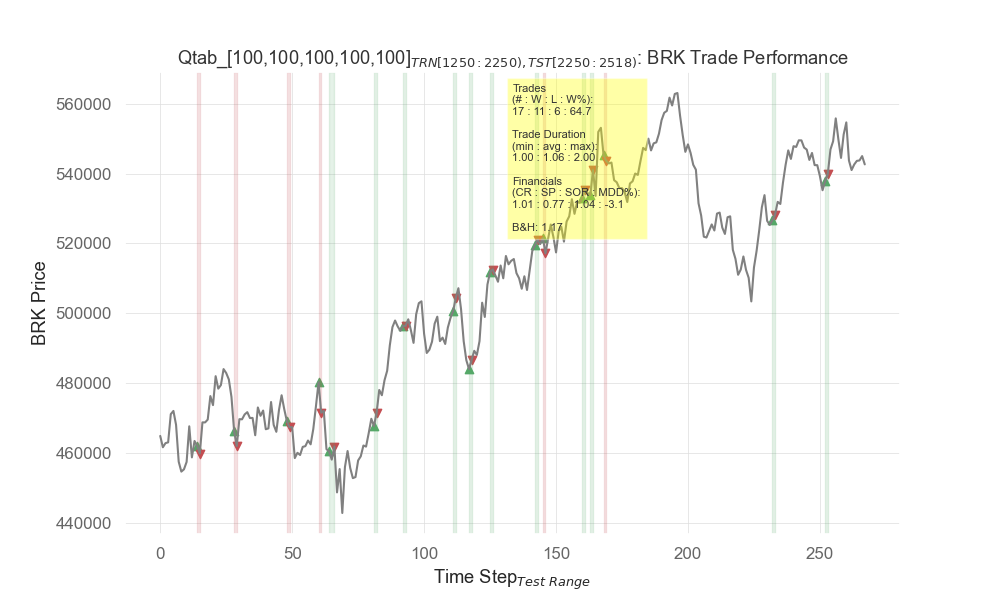 Qtab_[100,100,100,100,100]TRN[1250:2250),TST[2250:2518): BRK Trade Performance
Trades
(# : W : L : W%):
17 : 11 : 6 : 64.7
Trade Duration
(min : avg : max):
1.00 : 1.06 : 2.00
Financials
(CR : SP : SOR : MDD%):
1.01 : 0.77 : 1.04 : -3.1
B&H: 1.17
BRK Price
560000
540000
520000
500000
480000
460000
440000
0 50 100 150 200 250
Time StepTest Range